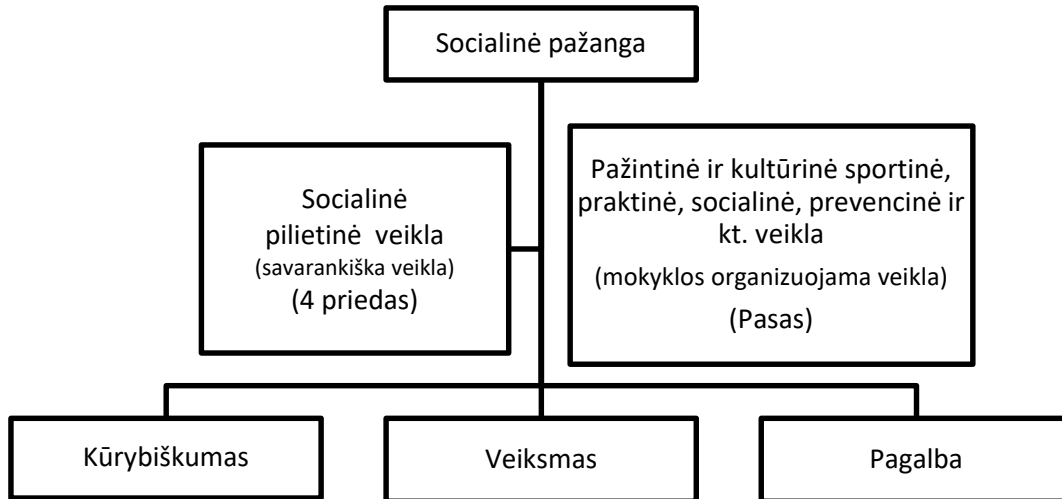 Socialinė pažanga
Socialinė
pilietinė veikla
(savarankiška veikla)
(4 priedas)
Pažintinė ir kultūrinė sportinė,
praktinė, socialinė, prevencinė ir
kt. veikla
(mokyklos organizuojama veikla)
(Pasas)
Kūrybiškumas
Veiksmas
Pagalba